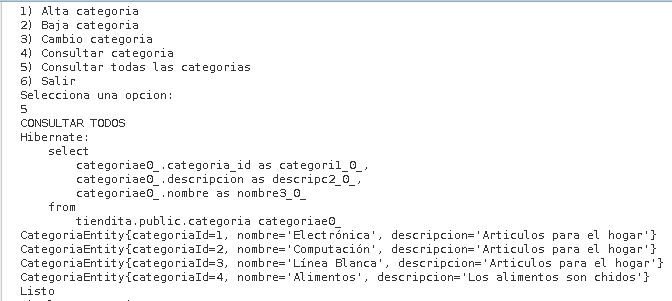 1) Alta categoria
2) Baja categoria
3) Cambio categoria
4) Consultar categoria
5) Consultar todas las categorias
6) Salir
Selecciona una opcion:
5
CONSULTAR TODOS
Hibernate:
    select
        categoriae0_.categoria_id as categori1_0_,
        categoriae0_.descripcion as descripc2_0_,
        categoriae0_.nombre as nombre3_0_
    from
        tiendita.public.categoria categoriae0_
CategoriaEntity{categoriaId=1, nombre='Electrónica', descripcion='Articulos para el hogar'}
CategoriaEntity{categoriaId=2, nombre='Computación', descripcion='Articulos para el hogar'}
CategoriaEntity{categoriaId=3, nombre='Línea Blanca', descripcion='Articulos para el hogar'}
CategoriaEntity{categoriaId=4, nombre='Alimentos', descripcion='Los alimentos son chidos'}
Listo